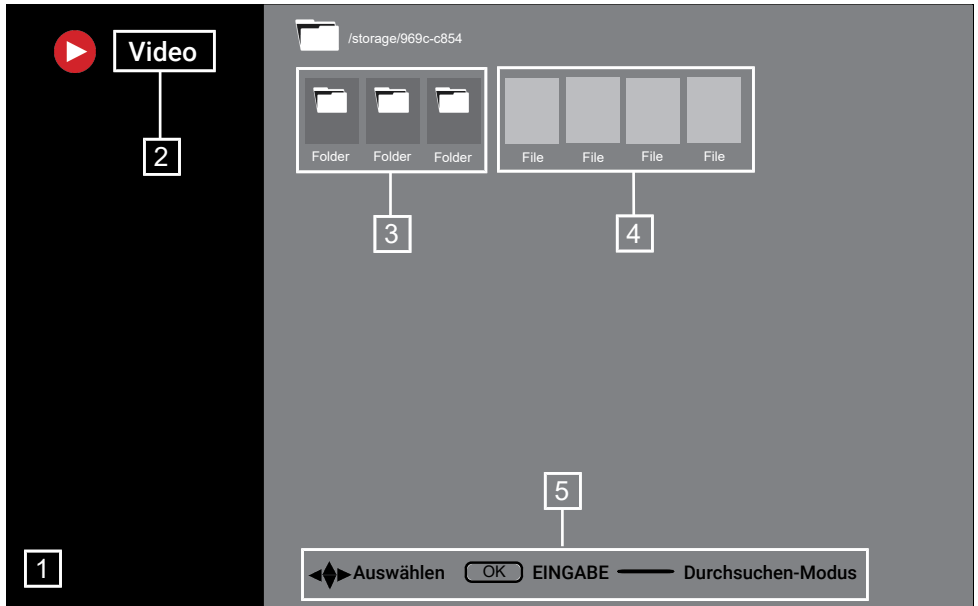 Video
2
/storage/969c-c854
Folder Folder Folder File File File File
3 4
5
1
Auswählen OK EINGABE Durchsuchen-Modus